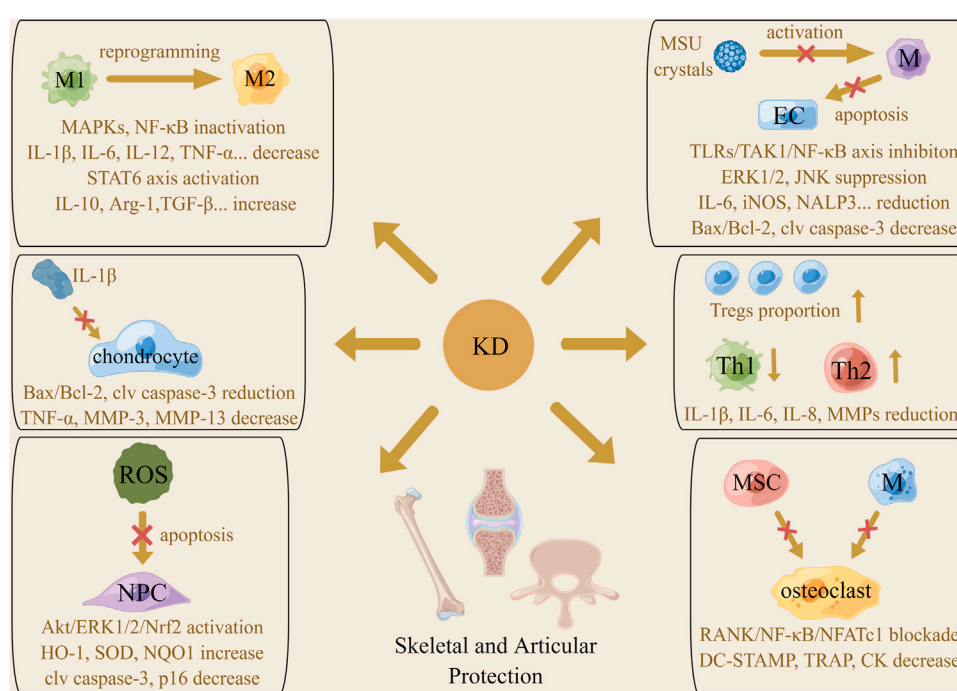 reprogramming
M1
M2
MAPKs, NF-κB inactivation
IL-1β, IL-6, IL-12, TNF-α... decrease
STAT6 axis activation
IL-10, Arg-1,TGF-β... increase
MSU
crystals
activation
M
EC
apoptosis
TLRs/TAK1/NF-κB axis inhibiton
ERK1/2, JNK suppression
IL-6, iNOS, NALP3... reduction
Bax/Bcl-2, clv caspase-3 decrease
IL-1β
chondrocyte
Bax/Bcl-2, clv caspase-3 reduction
TNF-α, MMP-3, MMP-13 decrease
KD
Tregs proportion
Th1
Th2
IL-1β, IL-6, IL-8, MMPs reduction
ROS
apoptosis
NPC
Akt/ERK1/2/Nrf2 activation
HO-1, SOD, NQO1 increase
clv caspase-3, p16 decrease
Skeletal and Articular
Protection
MSC
M
osteoclast
RANK/NF-κB/NFATc1 blockade
DC-STAMP, TRAP, CK decrease